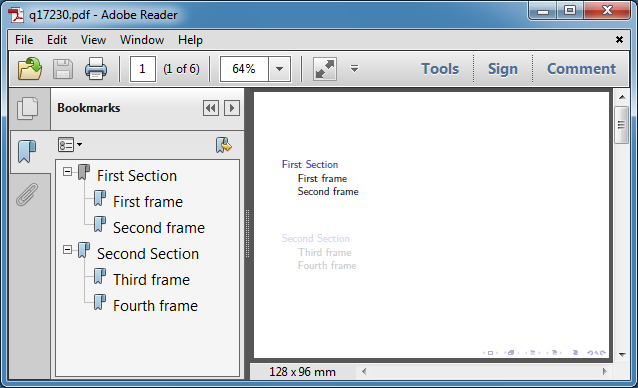 q17230.pdf - Adobe Reader
File Edit View Window Help
1 (1 of 6) 64% Tools Sign Comment
Bookmarks
First Section
First frame
Second frame
Second Section
Third frame
Fourth frame
First Section
First frame
Second frame
Second Section
Third frame
Fourth frame
128 x 96 mm